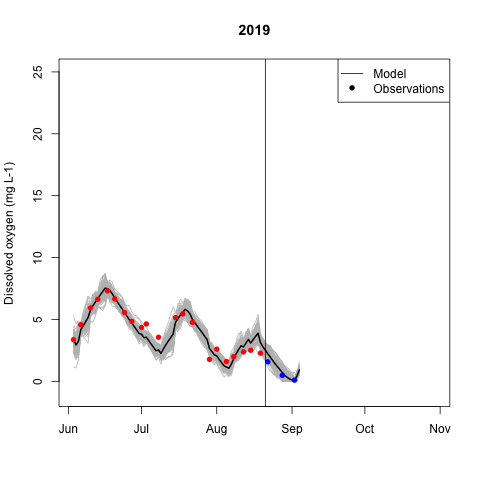 2019
Model
Observations
Dissolved oxygen (mg L-1)
25
20
15
10
5
0
Jun Jul Aug Sep Oct Nov